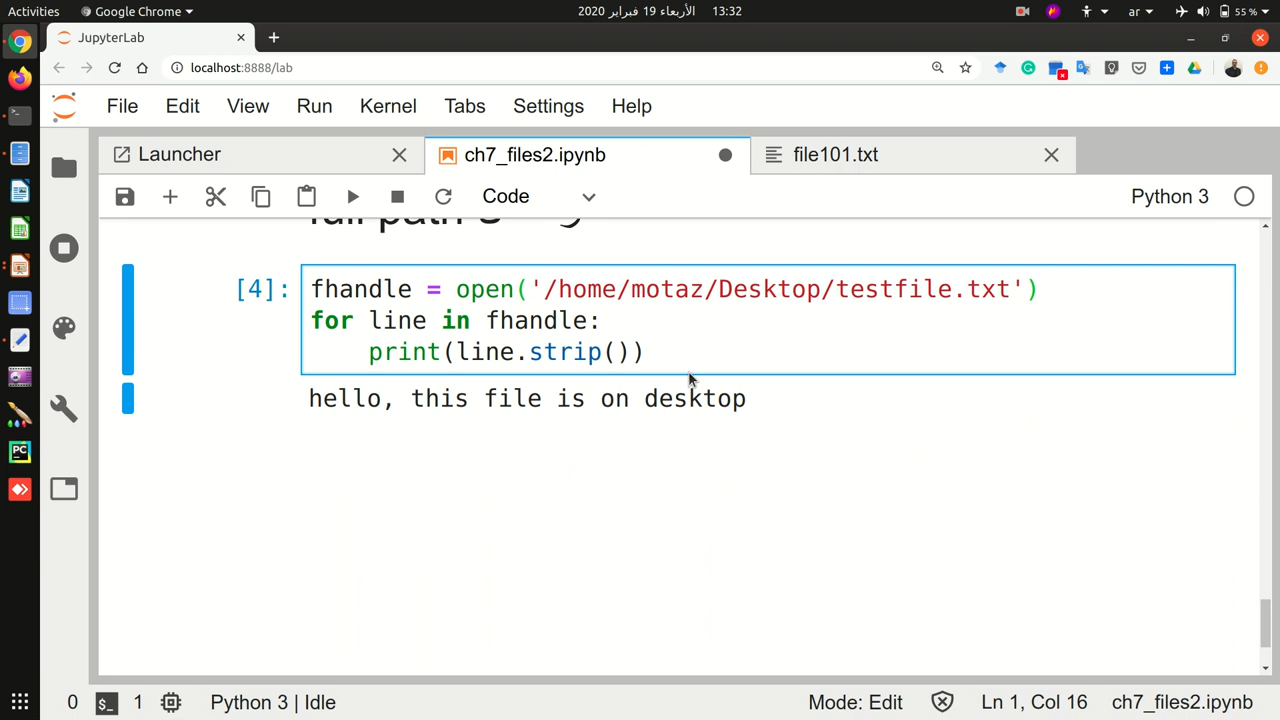 Activities
Google Chrome
الأربعاء 19 فبراير 2020
13:32
ar
55 %
JupyterLab
localhost:8888/lab
File Edit View Run Kernel Tabs Settings Help
Launcher
ch7_files2.ipynb
file101.txt
Code
Python 3
full path
[4]:
fhandle = open('/home/motaz/Desktop/testfile.txt')
for line in fhandle:
    print(line.strip())
hello, this file is on desktop
PC
0
$_
1
Python 3 | Idle
Mode: Edit
Ln 1, Col 16
ch7_files2.ipynb